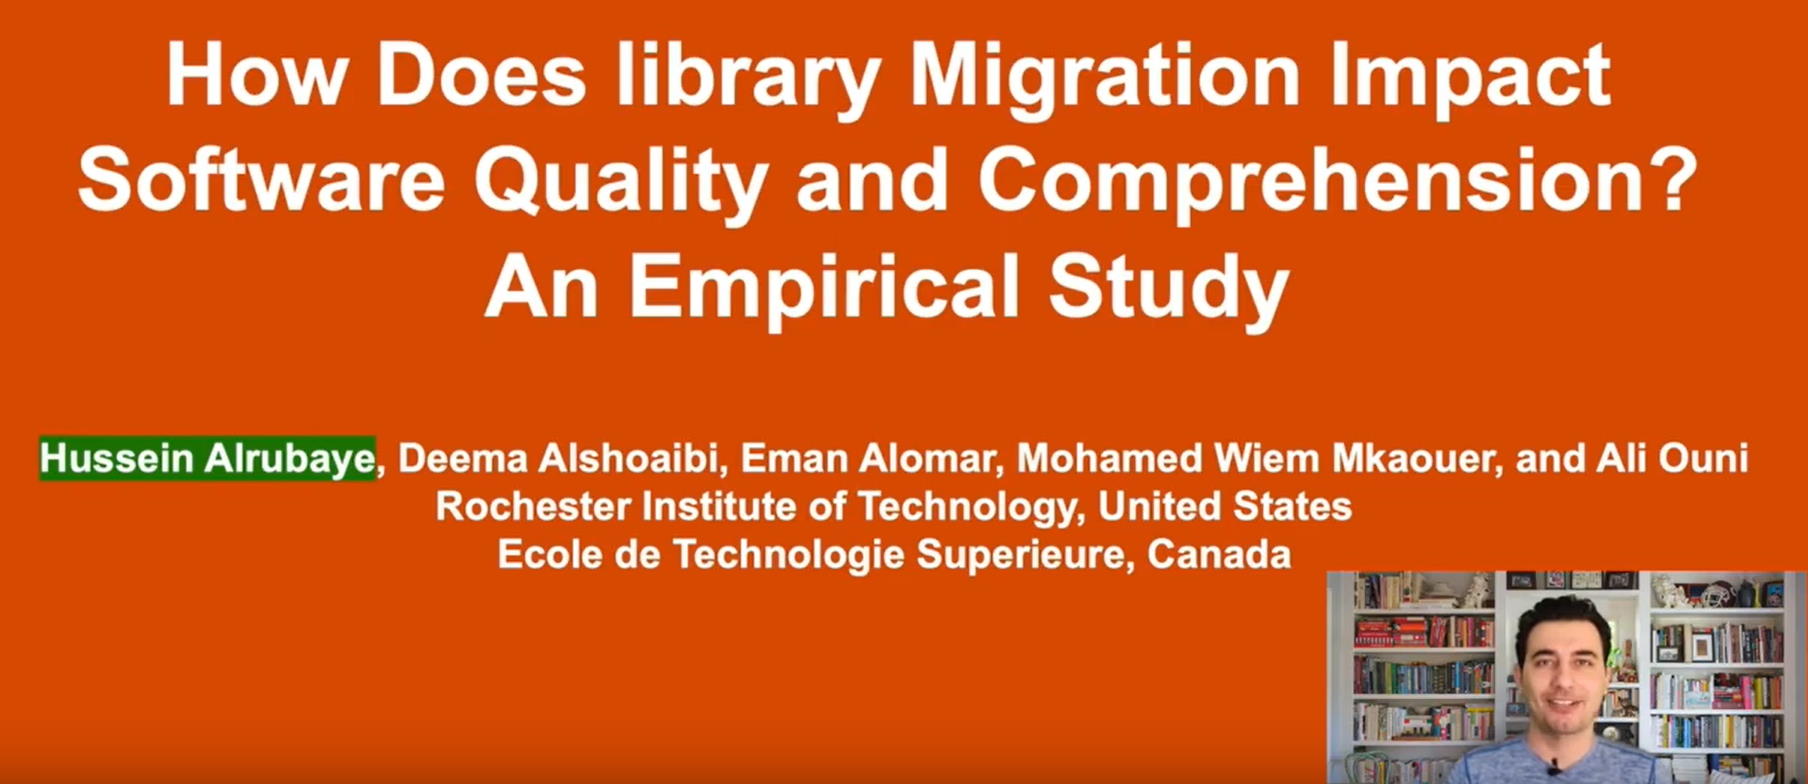 How Does library Migration Impact
Software Quality and Comprehension?
An Empirical Study
Hussein Alrubaye, Deema Alshoaibi, Eman Alomar, Mohamed Wiem Mkaouer, and Ali Ouni
Rochester Institute of Technology, United States
Ecole de Technologie Superieure, Canada